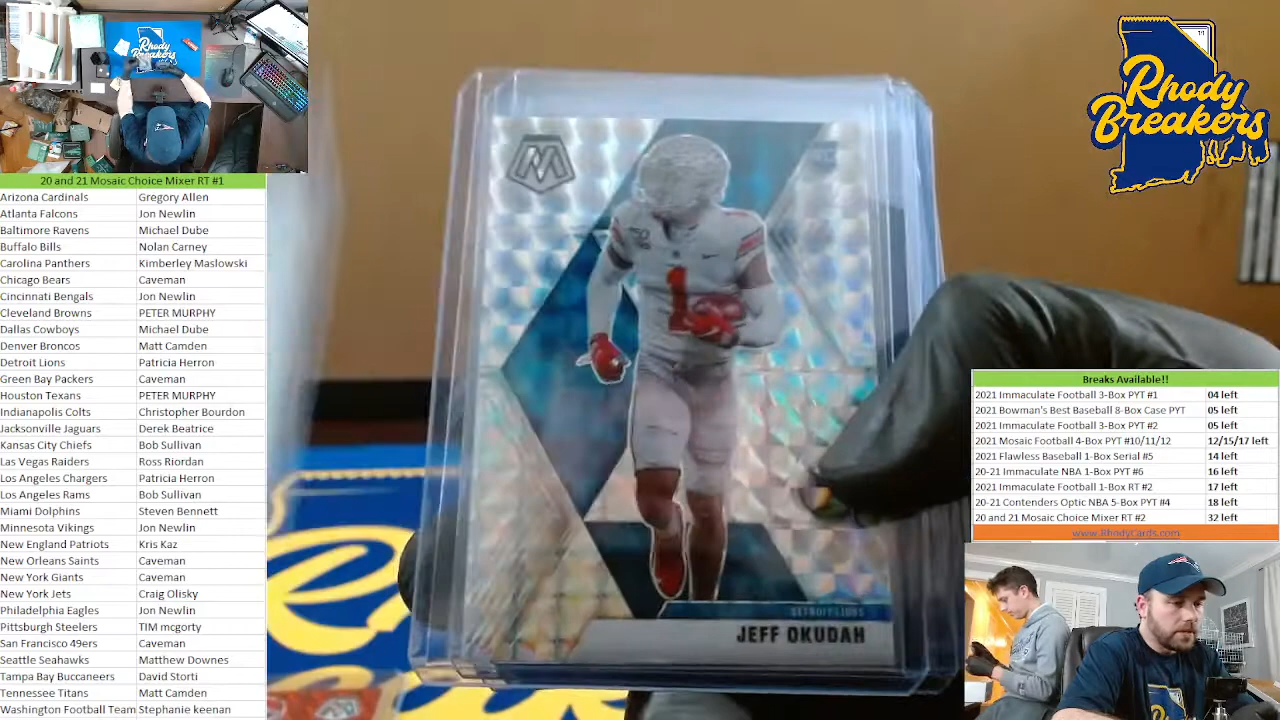 20 and 21 Mosaic Choice Mixer RT #1
Arizona Cardinals Gregory Allen
Atlanta Falcons Jon Newlin
Baltimore Ravens Michael Dube
Buffalo Bills Nolan Carney
Carolina Panthers Kimberley Maslowski
Chicago Bears Caveman
Cincinnati Bengals Jon Newlin
Cleveland Browns PETER MURPHY
Dallas Cowboys Michael Dube
Denver Broncos Matt Camden
Detroit Lions Patricia Herron
Green Bay Packers Caveman
Houston Texans PETER MURPHY
Indianapolis Colts Christopher Bourdon
Jacksonville Jaguars Derek Beatrice
Kansas City Chiefs Bob Sullivan
Las Vegas Raiders Ross Riordan
Los Angeles Chargers Patricia Herron
Los Angeles Rams Bob Sullivan
Miami Dolphins Steven Bennett
Minnesota Vikings Jon Newlin
New England Patriots Kris Kaz
New Orleans Saints Caveman
New York Giants Caveman
New York Jets Craig Olisky
Philadelphia Eagles Jon Newlin
Pittsburgh Steelers TIM mcgorty
San Francisco 49ers Caveman
Seattle Seahawks Matthew Downes
Tampa Bay Buccaneers David Storti
Tennessee Titans Matt Camden
Washington Football Team Stephanie keenan
Rhody
Breakers
M
1
DETROIT LIONS
JEFF OKUDAH
Rhody
Breakers
Breaks Available!!
2021 Immaculate Football 3-Box PYT #1 04 left
2021 Bowman's Best Baseball 8-Box Case PYT 05 left
2021 Immaculate Football 3-Box PYT #2 05 left
2021 Mosaic Football 4-Box PYT #10/11/12 12/15/17 left
2021 Flawless Baseball 1-Box Serial #5 14 left
20-21 Immaculate NBA 1-Box PYT #6 16 left
2021 Immaculate Football 1-Box RT #2 17 left
20-21 Contenders Optic NBA 5-Box PYT #4 18 left
20 and 21 Mosaic Choice Mixer RT #2 32 left
www.RhodyCards.com